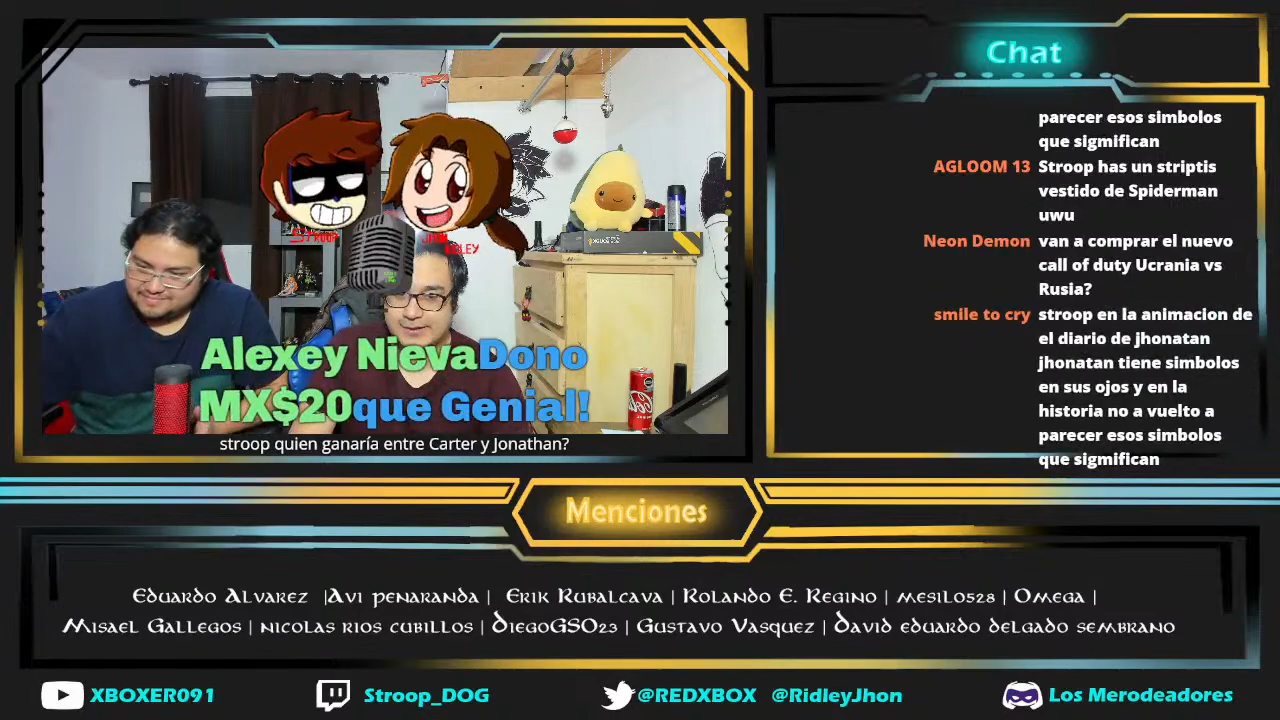 Chat
parecer esos simbolos
que sigmifican
AGLOOM 13 Stroop has un striptis
vestido de Spiderman
uwu
Neon Demon van a comprar el nuevo
call of duty Ucrania vs
Rusia?
smile to cry stroop en la animacion de
el diario de jhonatan
jhonatan tiene simbolos
en sus ojos y en la
historia no a vuelto a
parecer esos simbolos
que sigmifican
STROOP
JHON
RIDLEY
Alexey NievaDono
MX$20que Genial!
stroop quien ganaría entre Carter y Jonathan?
Menciones
Eduardo Alvarez |Avi penaranda | Erik Rubalcava | Rolando E. Regino | mesil0528 | Omega |
Misael Gallegos | nicolas rios cubillos | DiegoGSO23 | Gustavo Vasquez | David eduardo delgado sembrano
XBOXER091
Stroop_DOG
@REDXBOX @RidleyJhon
Los Merodeadores